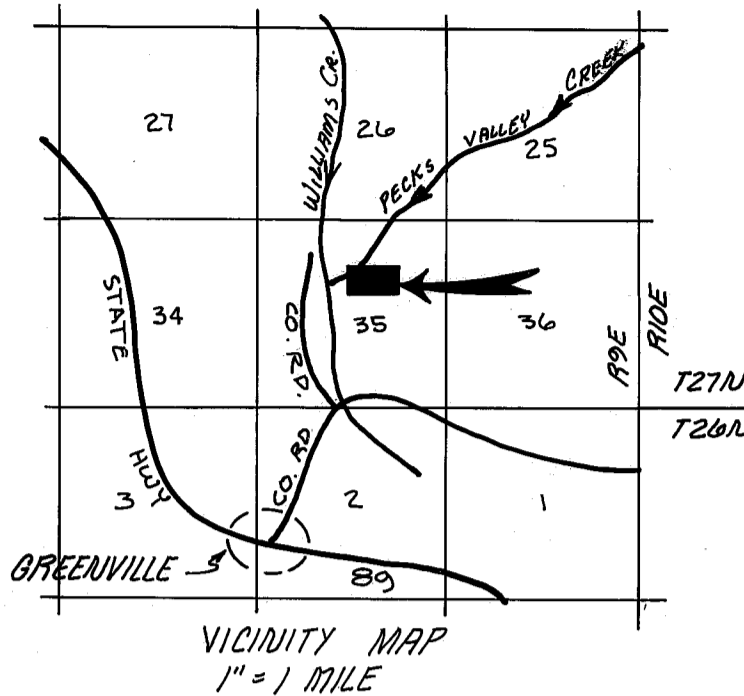 27
26
WILLIAMS CR.
PECKS VALLEY CREEK
25
STATE HWY
34
CO. RD.
35
36
R9E
R10E
T27N
T26N
3
CO. RD
2
1
GREENVILLE
89
VICINITY MAP
1" = 1 MILE